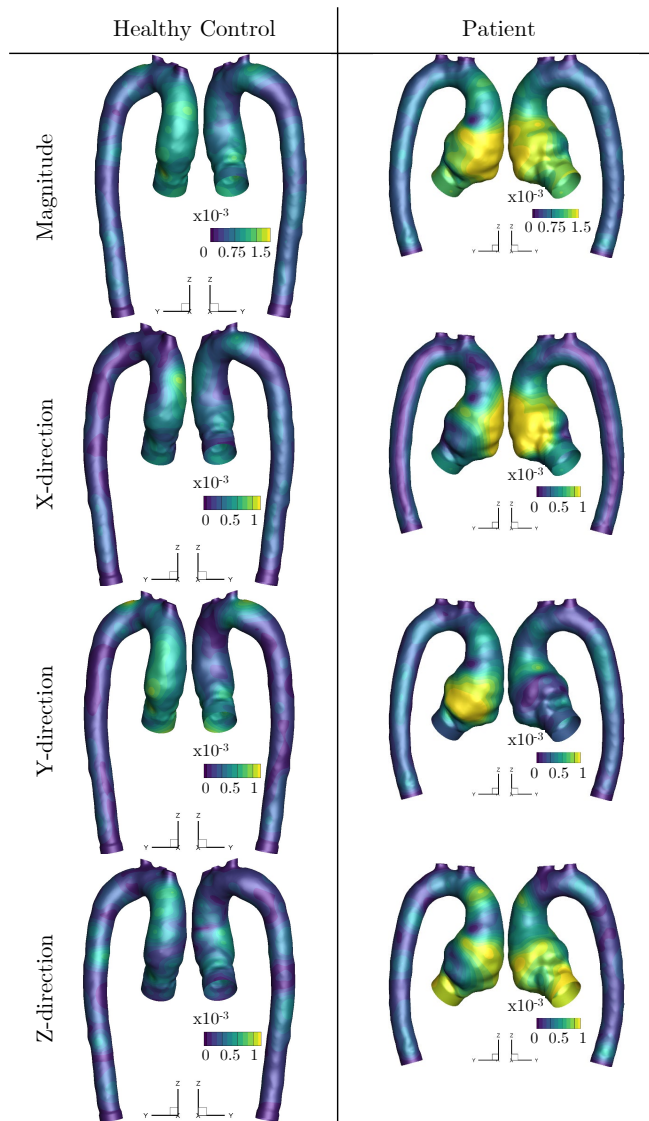 Healthy Control
Patient
Magnitude
x10-3
0 0.75 1.5
Z
Z
Y
X
X
Y
x10-3
0 0.75 1.5
Z
Z
Y
X
X
Y
X-direction
x10-3
0 0.5 1
Z
Z
Y
X
X
Y
x10-3
0 0.5 1
Z
Z
Y
X
X
Y
Y-direction
x10-3
0 0.5 1
Z
Z
Y
X
X
Y
x10-3
0 0.5 1
Z
Z
Y
X
X
Y
Z-direction
x10-3
0 0.5 1
Z
Z
Y
X
X
Y
x10-3
0 0.5 1
Z
Z
Y
X
X
Y